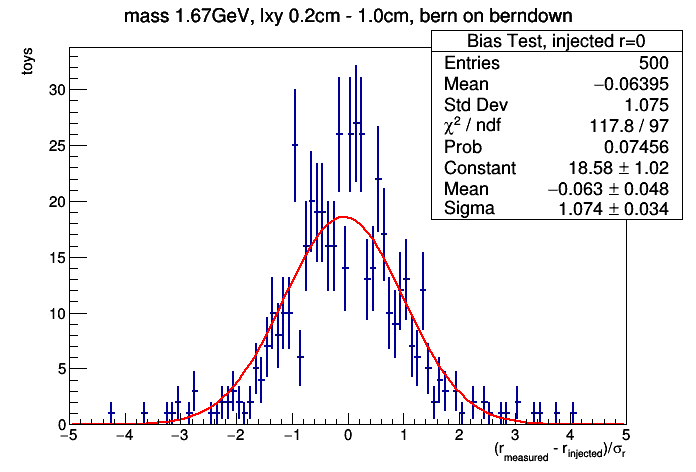 mass 1.67GeV, lxy 0.2cm - 1.0cm, bern on berndown
toys
Bias Test, injected r=0
Entries 500
Mean −0.06395
Std Dev 1.075
χ² / ndf 117.8 / 97
Prob 0.07456
Constant 18.58 ± 1.02
Mean −0.063 ± 0.048
Sigma 1.074 ± 0.034
30
25
20
15
10
5
0
−5 −4 −3 −2 −1 0 1 2 3 4 5
(r_measured - r_injected)/σ_r